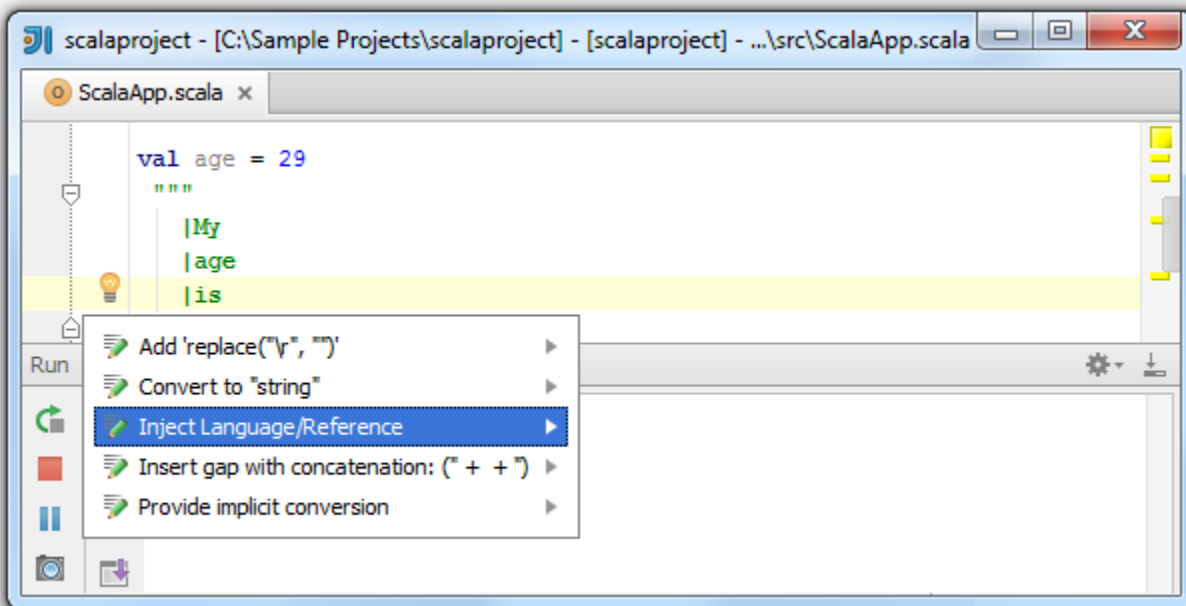 scalaproject - [C:\Sample Projects\scalaproject] - [scalaproject] - ...\src\ScalaApp.scala
ScalaApp.scala
val age = 29
"""
|My
|age
|is
Run
Add 'replace("\r", "")'
Convert to "string"
Inject Language/Reference
Insert gap with concatenation: (" + + ")
Provide implicit conversion